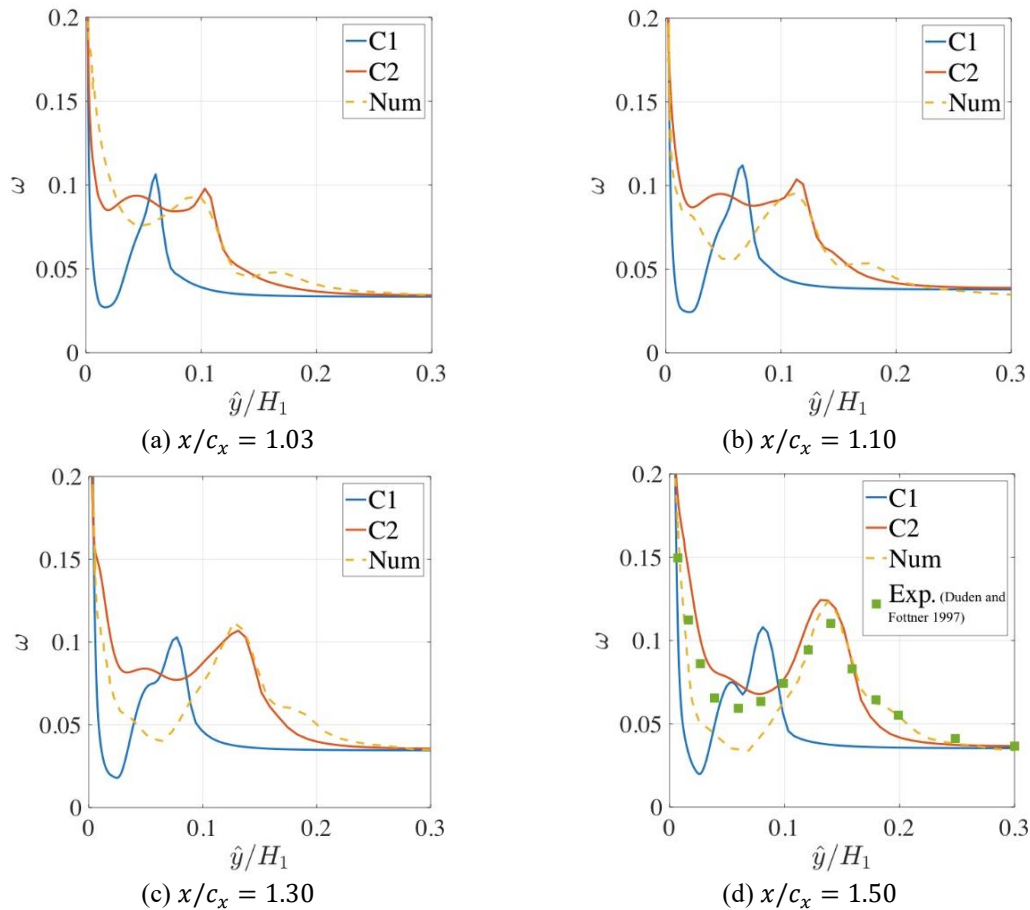 0.2
0.15
0.1
0.05
0
ω
0 0.1 0.2 0.3
ŷ/H₁
C1
C2
Num
(a) x/cₓ = 1.03
0.2
0.15
0.1
0.05
0
ω
0 0.1 0.2 0.3
ŷ/H₁
C1
C2
Num
(b) x/cₓ = 1.10
0.2
0.15
0.1
0.05
0
ω
0 0.1 0.2 0.3
ŷ/H₁
C1
C2
Num
(c) x/cₓ = 1.30
0.2
0.15
0.1
0.05
0
ω
0 0.1 0.2 0.3
ŷ/H₁
C1
C2
Num
Exp. (Duden and
Fottner 1997)
(d) x/cₓ = 1.50